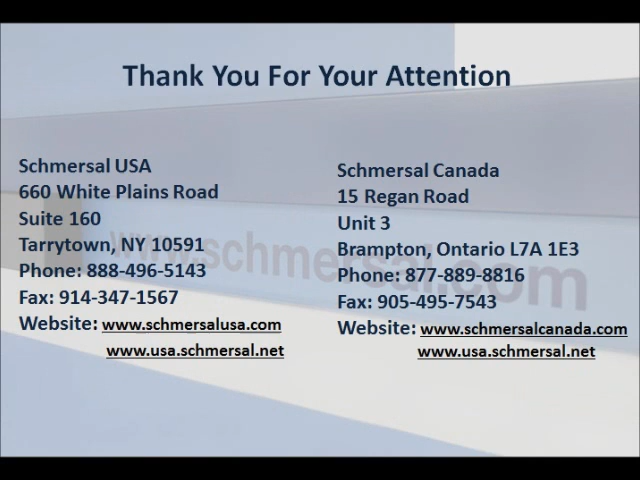 Thank You For Your Attention
Schmersal USA
660 White Plains Road
Suite 160
Tarrytown, NY 10591
Phone: 888-496-5143
Fax: 914-347-1567
Website: www.schmersalusa.com
www.usa.schmersal.net
Schmersal Canada
15 Regan Road
Unit 3
Brampton, Ontario L7A 1E3
Phone: 877-889-8816
Fax: 905-495-7543
Website: www.schmersalcanada.com
www.usa.schmersal.net
www.schmersal.com